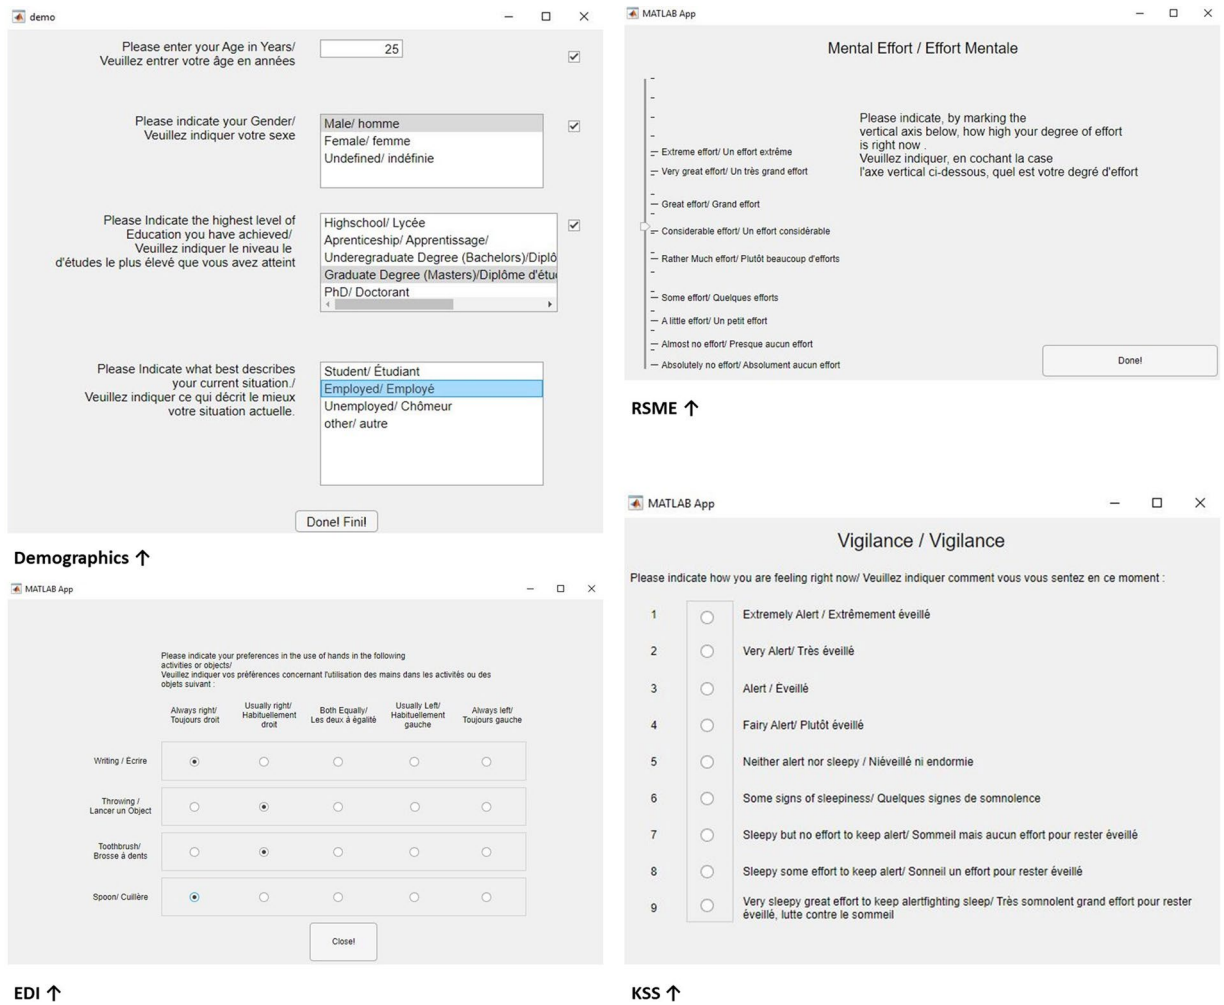 demo
Please enter your Age in Years/
Veuillez entrer votre âge en années
25
Please indicate your Gender/
Veuillez indiquer votre sexe
Male/ homme
Female/ femme
Undefined/ indéfinie
Please Indicate the highest level of
Education you have achieved/
Veuillez indiquer le niveau le
d'études le plus élevé que vous avez atteint
Highschool/ Lycée
Aprenticeship/ Apprentissage/
Underegraduate Degree (Bachelors)/Diplô
Graduate Degree (Masters)/Diplôme d'étu
PhD/ Doctorant
Please Indicate what best describes
your current situation./
Veuillez indiquer ce qui décrit le mieux
votre situation actuelle.
Student/ Étudiant
Employed/ Employé
Unemployed/ Chômeur
other/ autre
Done! Fini!
Demographics ↑
MATLAB App
Mental Effort / Effort Mentale
Please indicate, by marking the
vertical axis below, how high your degree of effort
is right now .
Veuillez indiquer, en cochant la case
l'axe vertical ci-dessous, quel est votre degré d'effort
Extreme effort/ Un effort extrême
Very great effort/ Un très grand effort
Great effort/ Grand effort
Considerable effort/ Un effort considérable
Rather Much effort/ Plutôt beaucoup d'efforts
Some effort/ Quelques efforts
A little effort/ Un petit effort
Almost no effort/ Presque aucun effort
Absolutely no effort/ Absolument aucun effort
Done!
RSME ↑
MATLAB App
Please indicate your preferences in the use of hands in the following
activities or objects/
Veuillez indiquer vos préférences concernant l'utilisation des mains dans les activités ou des
objets suivant :
Always right/
Toujours droit
Usually right/
Habituellement
droit
Both Equally/
Les deux à égalité
Usually Left/
Habituellement
gauche
Always left/
Toujours gauche
Writing / Écrire
Throwing /
Lancer un Object
Toothbrush/
Brosse à dents
Spoon/ Cuillère
Close!
EDI ↑
MATLAB App
Vigilance / Vigilance
Please indicate how you are feeling right now/ Veuillez indiquer comment vous vous sentez en ce moment :
1 Extremely Alert / Extrêmement éveillé
2 Very Alert/ Très éveillé
3 Alert / Éveillé
4 Fairy Alert/ Plutôt éveillé
5 Neither alert nor sleepy / Niéveillé ni endormie
6 Some signs of sleepiness/ Quelques signes de somnolence
7 Sleepy but no effort to keep alert/ Sommeil mais aucun effort pour rester éveillé
8 Sleepy some effort to keep alert/ Sonneil un effort pour rester éveillé
9 Very sleepy great effort to keep alertfighting sleep/ Très somnolent grand effort pour rester
éveillé, lutte contre le sommeil
KSS ↑